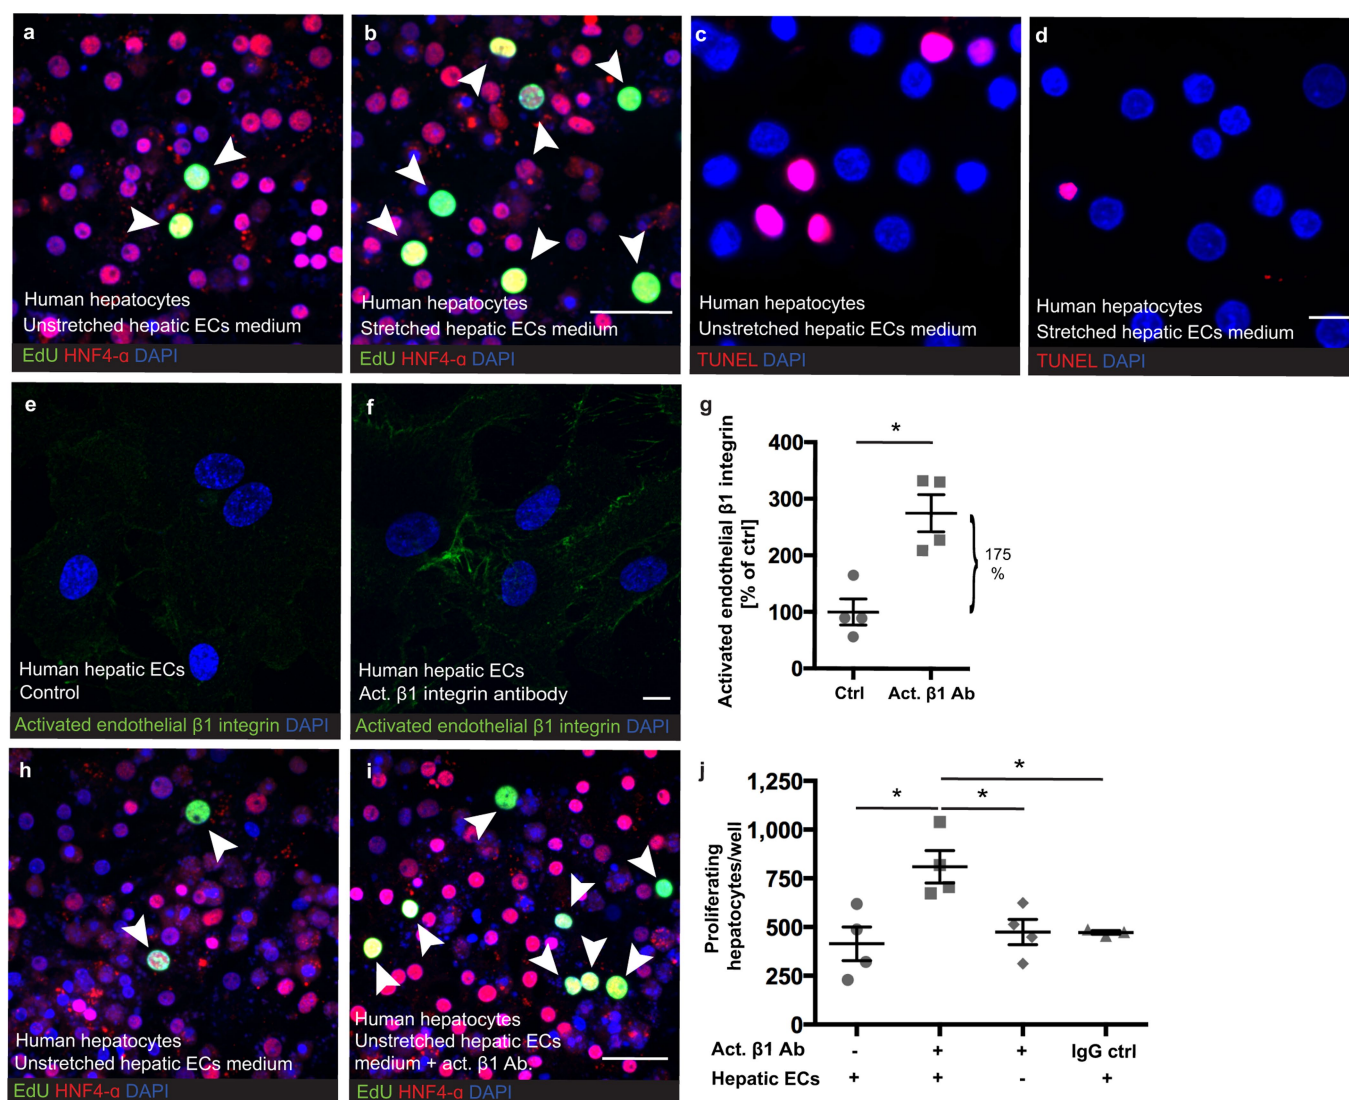 a
Human hepatocytes
Unstretched hepatic ECs medium
EdU HNF4-α DAPI
b
Human hepatocytes
Stretched hepatic ECs medium
EdU HNF4-α DAPI
c
Human hepatocytes
Unstretched hepatic ECs medium
TUNEL DAPI
d
Human hepatocytes
Stretched hepatic ECs medium
TUNEL DAPI
e
Human hepatic ECs
Control
Activated endothelial β1 integrin DAPI
f
Human hepatic ECs
Act. β1 integrin antibody
Activated endothelial β1 integrin DAPI
g
Activated endothelial β1 integrin
[% of ctrl]
400
300
200
100
0
*
175
%
Ctrl
Act. β1 Ab
h
Human hepatocytes
Unstretched hepatic ECs medium
EdU HNF4-α DAPI
i
Human hepatocytes
Unstretched hepatic ECs
medium + act. β1 Ab.
EdU HNF4-α DAPI
j
Proliferating
hepatocytes/well
1,250
1,000
750
500
250
0
*
* *
Act. β1 Ab - + + IgG ctrl
Hepatic ECs + + - +